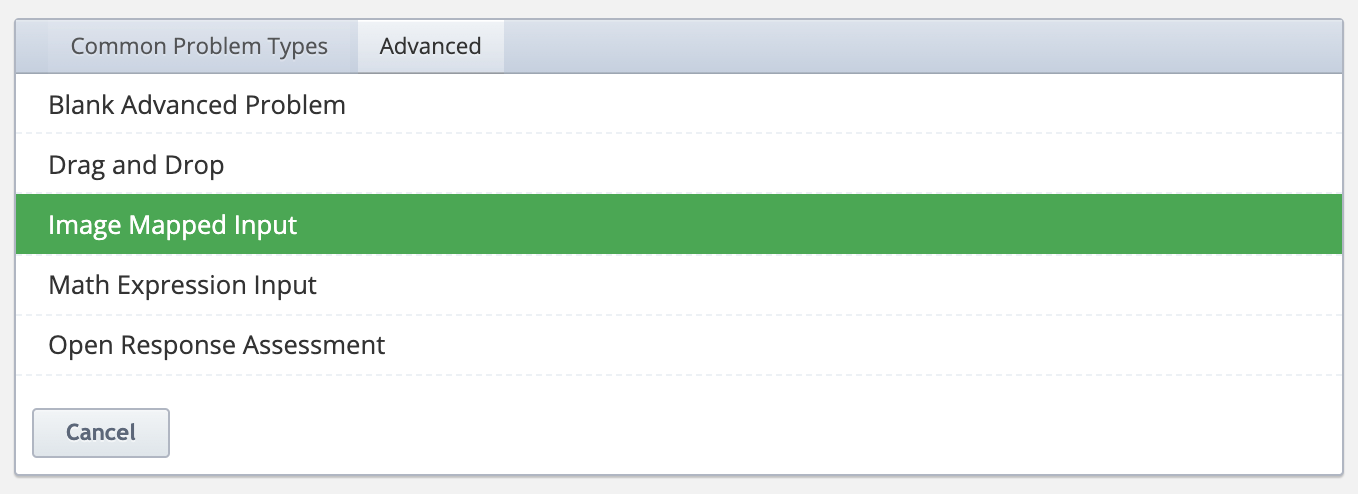 Common Problem Types Advanced
Blank Advanced Problem
Drag and Drop
Image Mapped Input
Math Expression Input
Open Response Assessment
Cancel